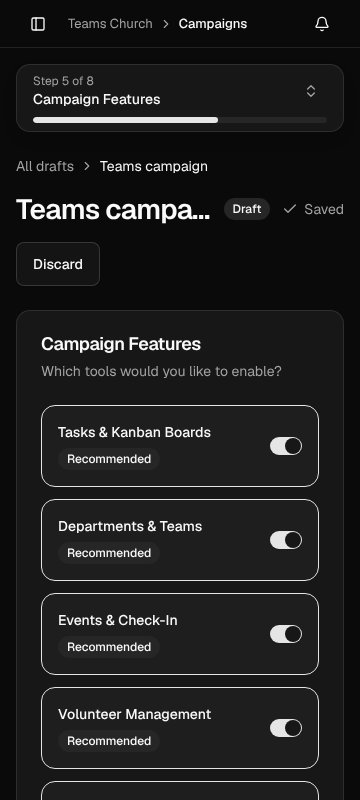 Teams Church > Campaigns
Step 5 of 8
Campaign Features
All drafts > Teams campaign
Teams campa... Draft Saved
Discard
Campaign Features
Which tools would you like to enable?
Tasks & Kanban Boards
Recommended
Departments & Teams
Recommended
Events & Check-In
Recommended
Volunteer Management
Recommended